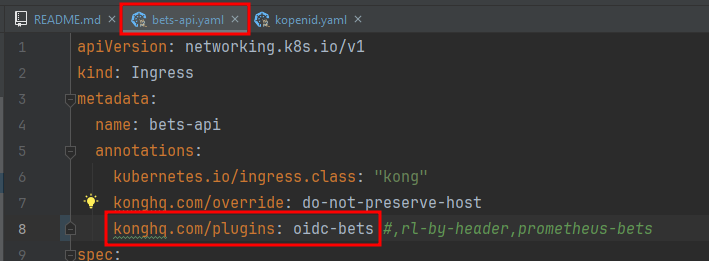 README.md × bets-api.yaml × kopenid.yaml ×
1 apiVersion: networking.k8s.io/v1
2 kind: Ingress
3 metadata:
4 name: bets-api
5 annotations:
6 kubernetes.io/ingress.class: "kong"
7 konghq.com/override: do-not-preserve-host
8 konghq.com/plugins: oidc-bets #,rl-by-header,prometheus-bets
9 spec: